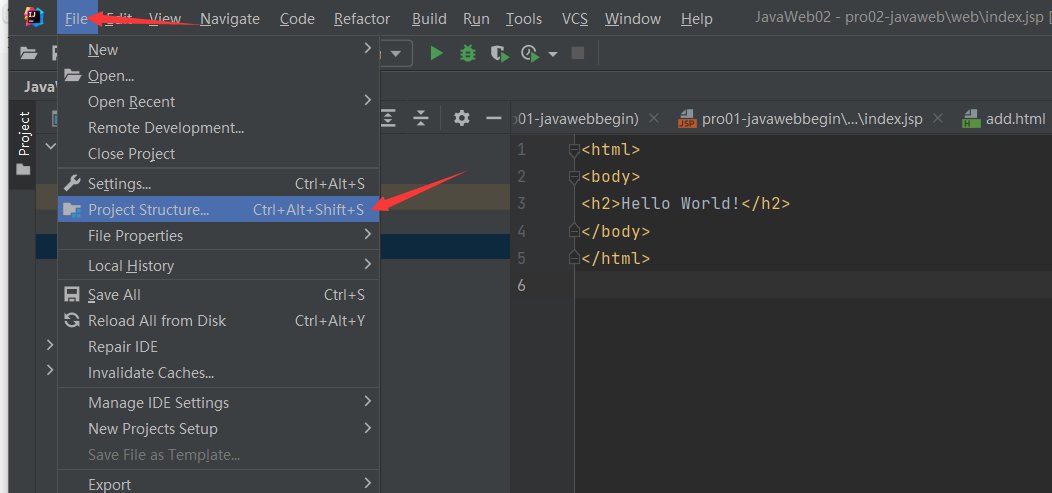 File Edit View Navigate Code Refactor Build Run Tools VCS Window Help JavaWeb02 - pro02-javaweb\web\index.jsp [
New
Open...
Open Recent
Remote Development...
Close Project
Settings... Ctrl+Alt+S
Project Structure... Ctrl+Alt+Shift+S
File Properties
Local History
Save All Ctrl+S
Reload All from Disk Ctrl+Alt+Y
Repair IDE
Invalidate Caches...
Manage IDE Settings
New Projects Setup
Save File as Template...
Export
Project
o01-javawebbegin) pro01-javawebbegin\...\index.jsp add.html
1 <html>
2 <body>
3 <h2>Hello World!</h2>
4 </body>
5 </html>
6